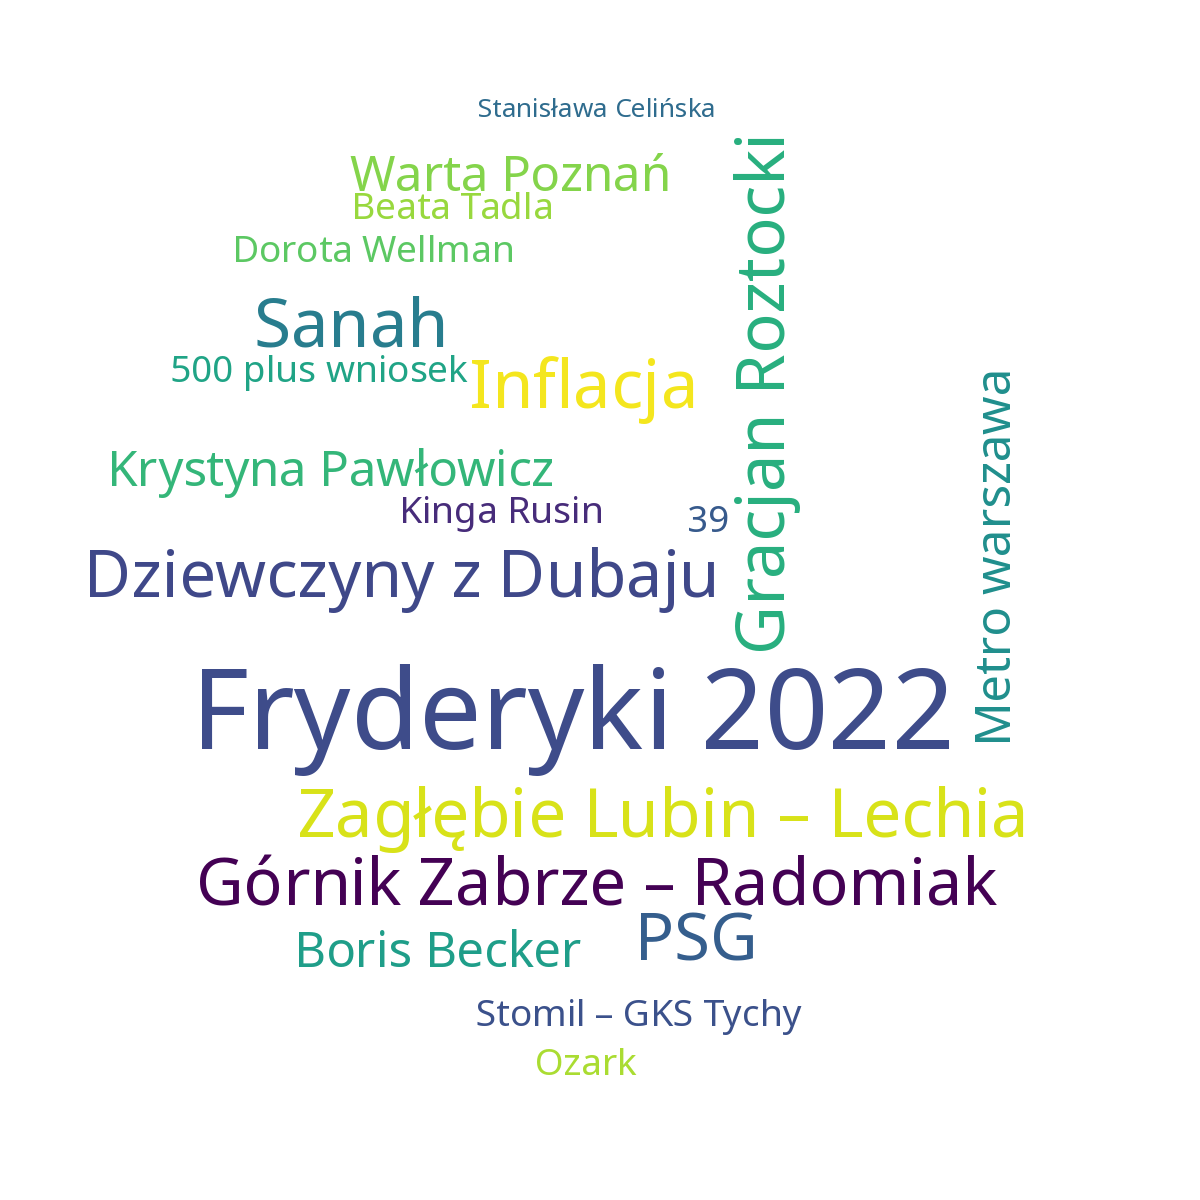 Stanisława Celińska
Warta Poznań
Beata Tadla
Dorota Wellman
Gracjan Roztocki
Sanah
500 plus wniosek
Inflacja
Metro warszawa
Krystyna Pawłowicz
Kinga Rusin
39
Dziewczyny z Dubaju
Fryderyki 2022
Zagłębie Lubin – Lechia
Górnik Zabrze – Radomiak
PSG
Boris Becker
Stomil – GKS Tychy
Ozark